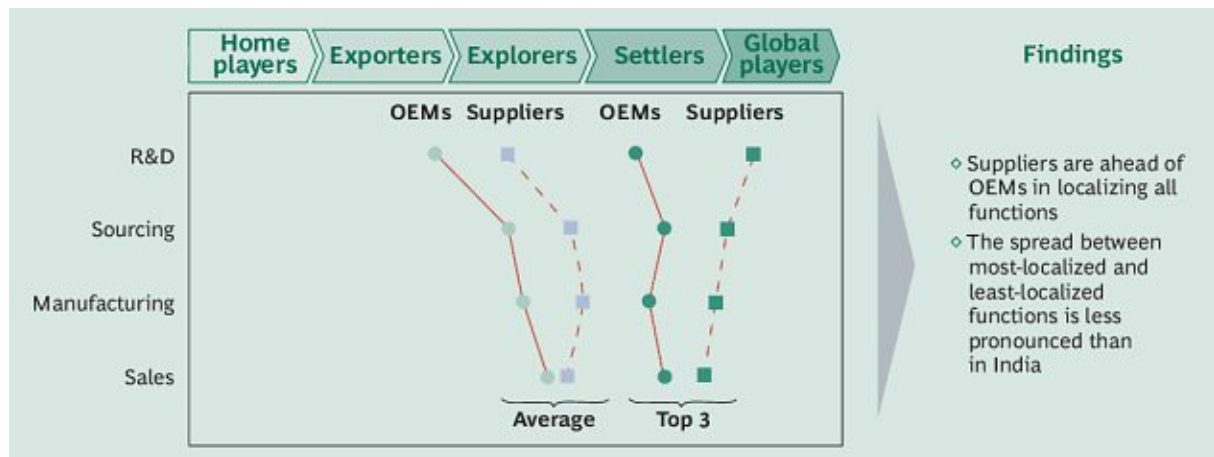 Home players
Exporters
Explorers
Settlers
Global players
Findings
OEMs Suppliers OEMs Suppliers
R&D
Sourcing
Manufacturing
Sales
Average
Top 3
◇ Suppliers are ahead of
OEMs in localizing all
functions
◇ The spread between
most-localized and
least-localized
functions is less
pronounced than
in India